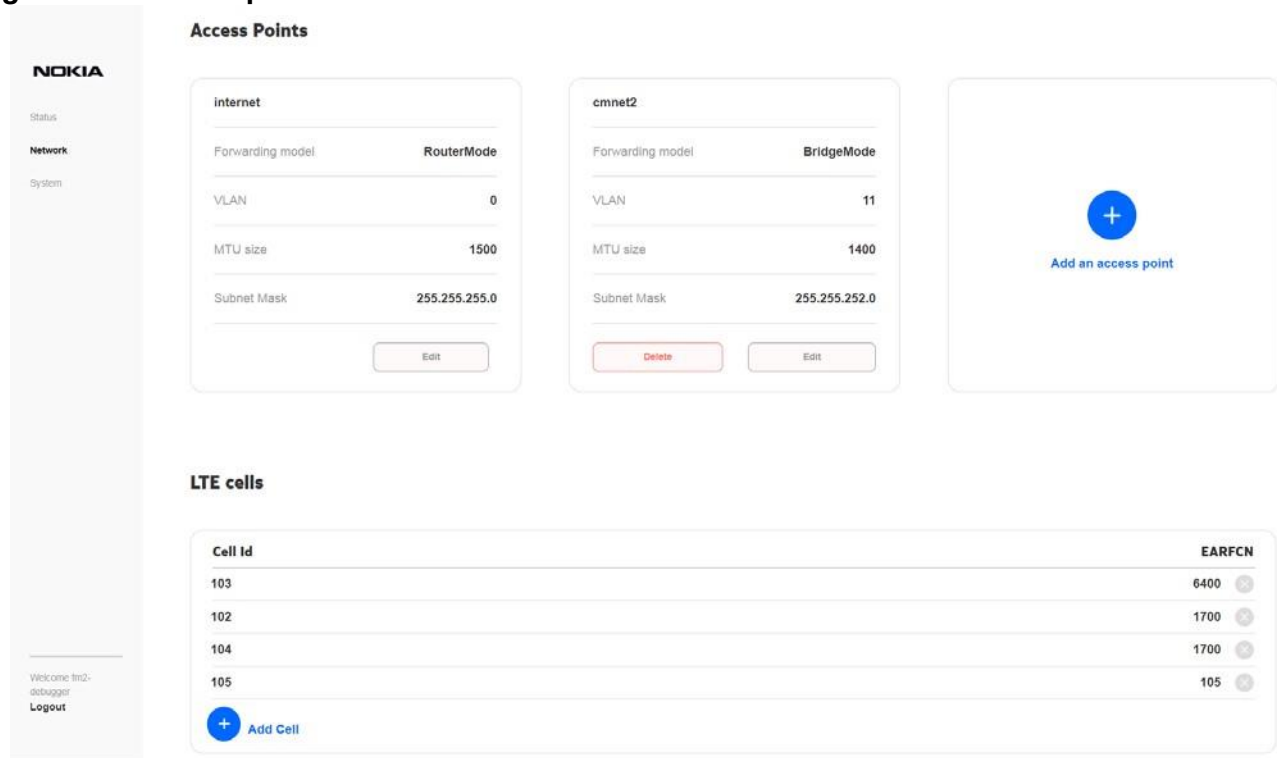 Access Points
NOKIA
Status
Network
System
internet
Forwarding model RouterMode
VLAN 0
MTU size 1500
Subnet Mask 255.255.255.0
Edit
cmnet2
Forwarding model BridgeMode
VLAN 11
MTU size 1400
Subnet Mask 255.255.252.0
Delete Edit
Add an access point
LTE cells
Cell Id EARFCN
103 6400
102 1700
104 1700
105 105
Add Cell
Welcome fm2-
debugger
Logout